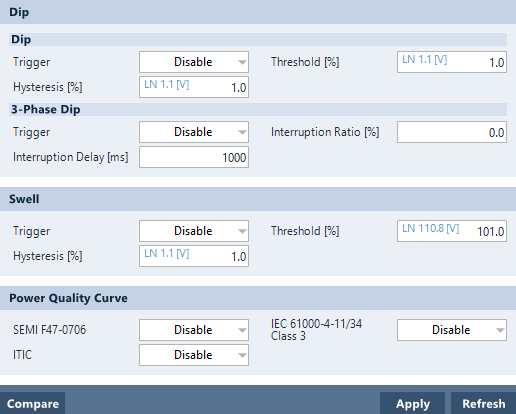 Dip
Dip
Trigger Disable Threshold [%] LN 1.1 [V] 1.0
Hysteresis [%] LN 1.1 [V] 1.0
3-Phase Dip
Trigger Disable Interruption Ratio [%] 0.0
Interruption Delay [ms] 1000
Swell
Trigger Disable Threshold [%] LN 110.8 [V] 101.0
Hysteresis [%] LN 1.1 [V] 1.0
Power Quality Curve
SEMI F47-0706 Disable IEC 61000-4-11/34 Class 3 Disable
ITIC Disable
Compare Apply Refresh